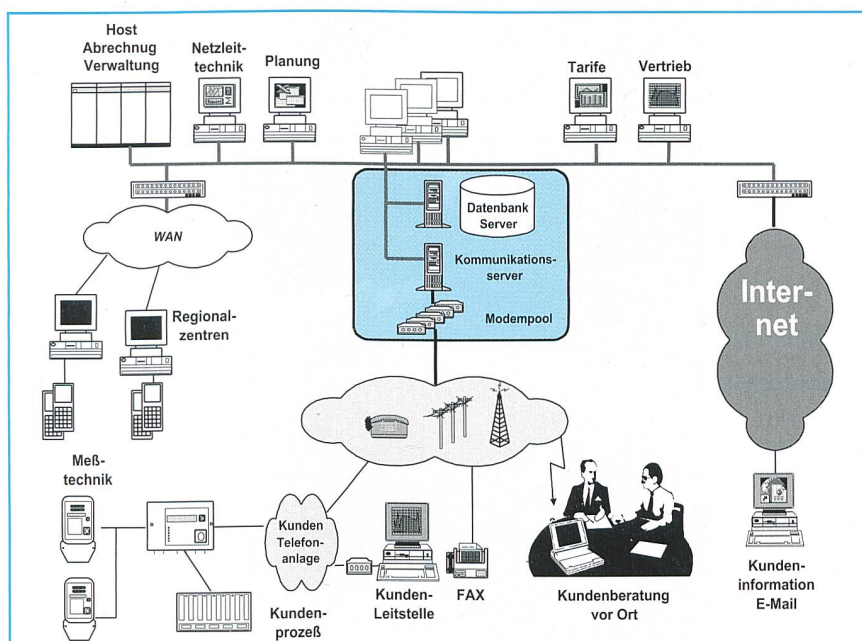 Host
Abrechnug
Verwaltung
Netzleit-
technik
Planung
Tarife
Vertrieb
Datenbank
Server
Kommunikations-
server
Modempool
WAN
Regional-
zentren
Inter-
net
Meß-
technik
Kunden
Telefon-
anlage
Kunden-
prozeß
Kunden-
Leitstelle
FAX
Kundenberatung
vor Ort
Kunden-
information
E-Mail